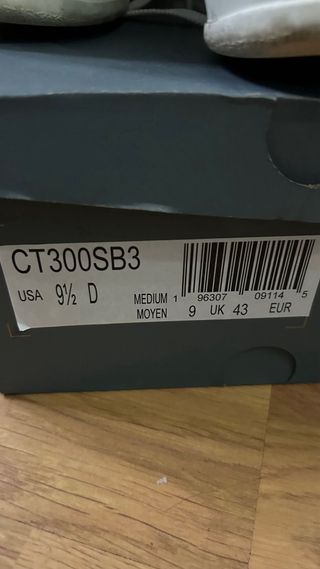 CT300SB3
USA 9½ D MEDIUM
MOYEN 9 UK 43 EUR
1 96307 09114 5